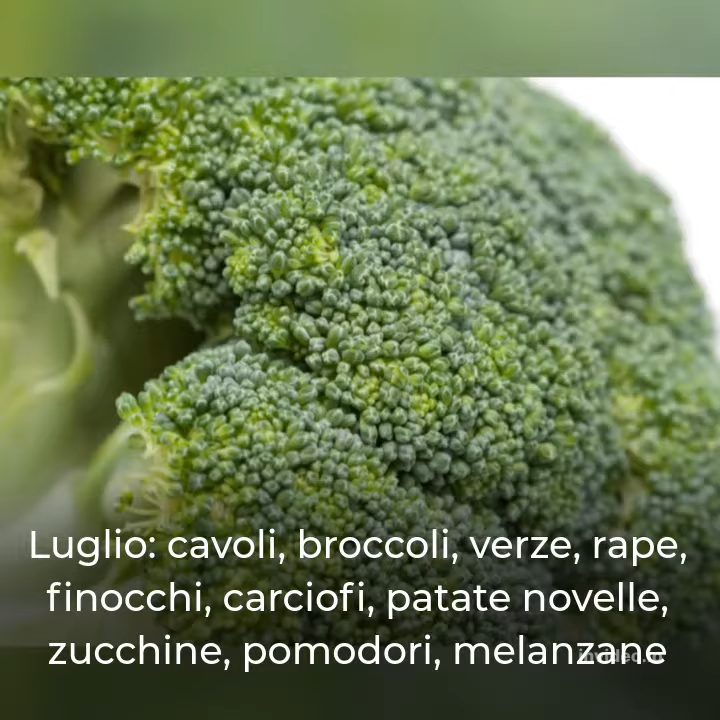 Luglio: cavoli, broccoli, verze, rape,
finocchi, carciofi, patate novelle,
zucchine, pomodori, melanzane